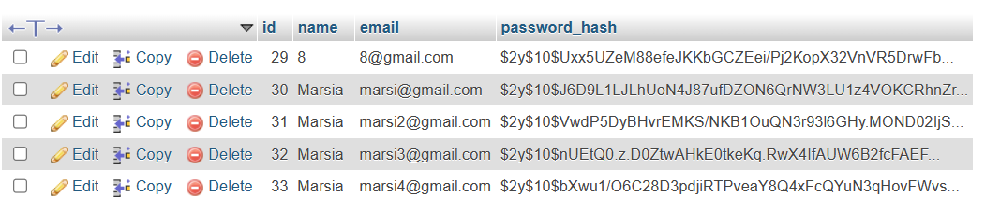 ←T→ id name email password_hash
Edit Copy Delete 29 8 8@gmail.com $2y$10$Uxx5UZeM88efeJKKbGCZEei/Pj2KopX32VnVR5DrwFb...
Edit Copy Delete 30 Marsia marsi@gmail.com $2y$10$J6D9L1LJLhUoN4J87ufDZON6QrNW3LU1z4VOKCRhnZr...
Edit Copy Delete 31 Marsia marsi2@gmail.com $2y$10$VwdP5DyBHvrEMKS/NKB1OuQN3r93l6GHy.MOND02IjS...
Edit Copy Delete 32 Marsia marsi3@gmail.com $2y$10$nUEtQ0.z.D0ZtwAHkE0tkeKq.RwX4IfAUW6B2fcFAEF...
Edit Copy Delete 33 Marsia marsi4@gmail.com $2y$10$bXwu1/O6C28D3pdjiRTPveaY8Q4xFcQYuN3qHovFWvs...